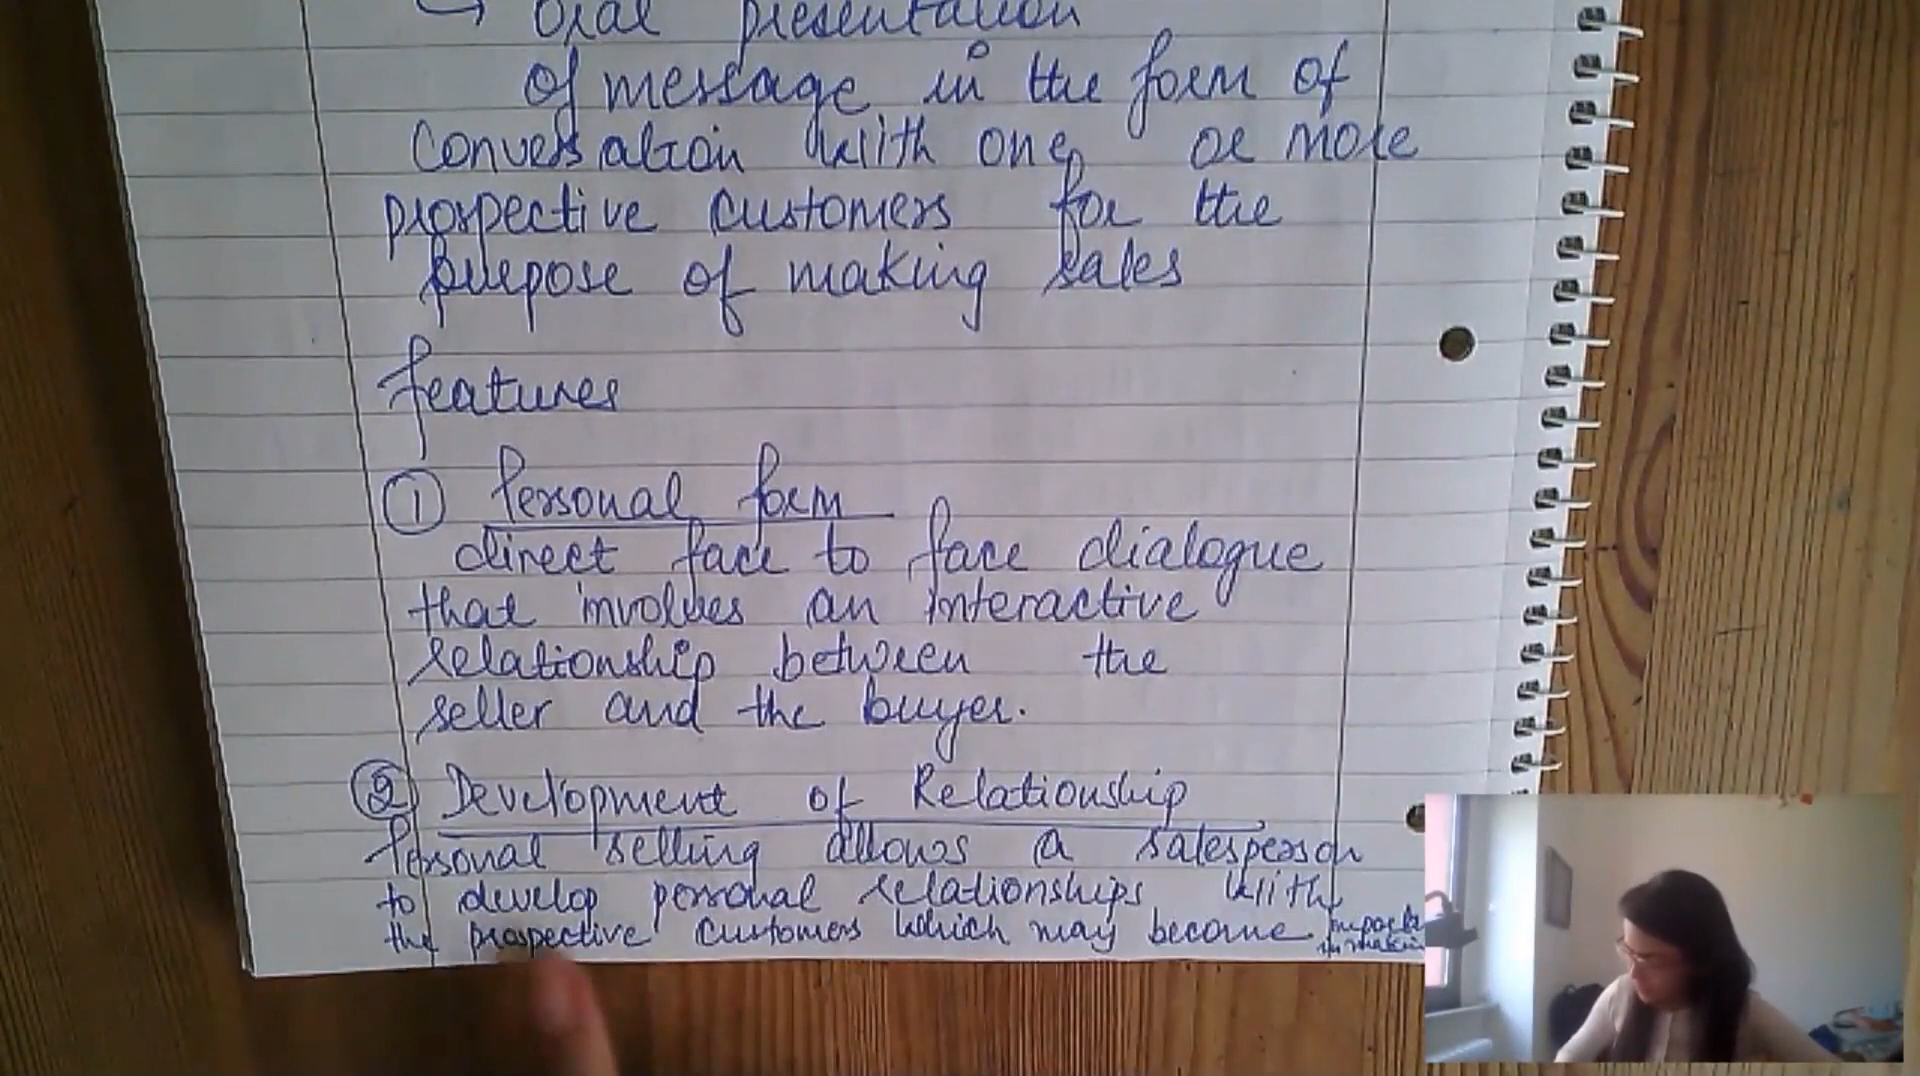 ↳ Oral presentation
of message in the form of
conversation with one or more
prospective customers for the
purpose of making sales
features
① Personal form
direct face to face dialogue
that involves an interactive
relationship between the
seller and the buyer.
② Development of Relationship
Personal selling allows a salesperson
to develop personal relationships with
the prospective customers which may become
in